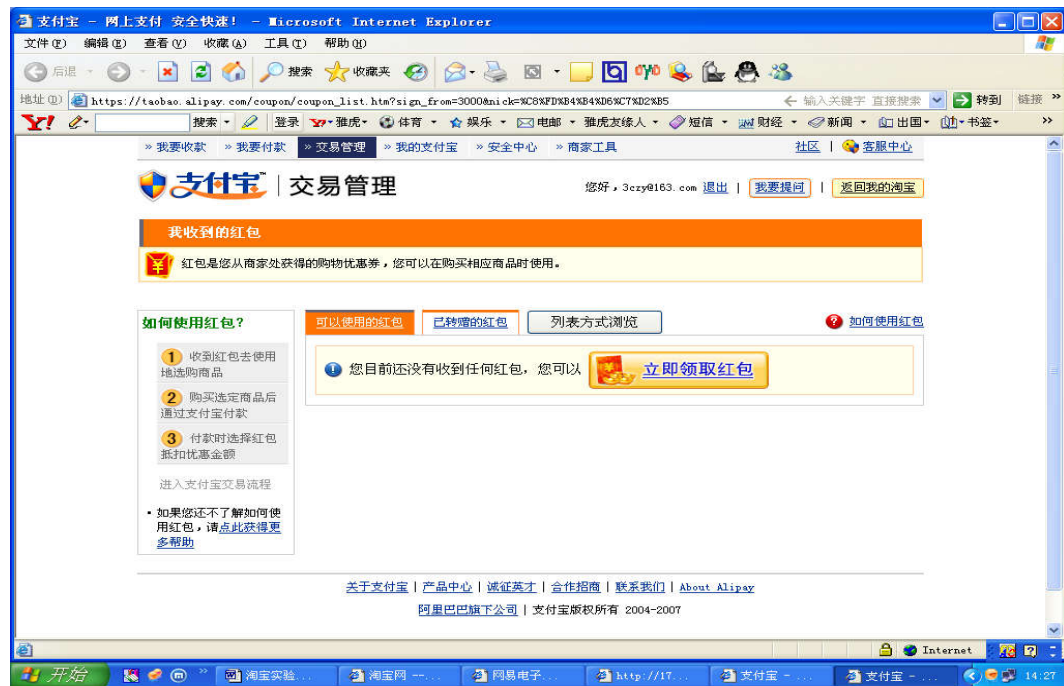 支付宝 - 网上支付 安全快速! - Microsoft Internet Explorer
文件(F) 编辑(E) 查看(V) 收藏(A) 工具(T) 帮助(H)
后退 搜索 收藏夹
地址(D) https://taobao.alipay.com/coupon/coupon_list.htm?sign_from=3000&nick=%C8%FD%B4%B4%D6%C7%D2%B5 输入关键字 直接搜索 转到 链接 »
Y! 搜索 登录 雅虎 体育 娱乐 电邮 雅虎友缘人 短信 财经 新闻 出国 书签 »
» 我要收款 » 我要付款 » 交易管理 » 我的支付宝 » 安全中心 » 商家工具 社区 | 客服中心
支付宝 | 交易管理 您好，3czy@163.com 退出 | 我要提问 | 返回我的淘宝
我收到的红包
红包是您从商家处获得的购物优惠券，您可以在购买相应商品时使用。
如何使用红包? 可以使用的红包 已转赠的红包 列表方式浏览 如何使用红包
1 收到红包去使用
地选购商品
您目前还没有收到任何红包，您可以 立即领取红包
2 购买选定商品后
通过支付宝付款
3 付款时选择红包
抵扣优惠金额
进入支付宝交易流程
• 如果您还不了解如何使
用红包，请点此获得更
多帮助
关于支付宝 | 产品中心 | 诚征英才 | 合作招商 | 联系我们 | About Alipay
阿里巴巴旗下公司 | 支付宝版权所有 2004-2007
Internet
开始 » 淘宝实验... 淘宝网 --... 网易电子... http://17... 支付宝 - ... 支付宝 - ... 14:27